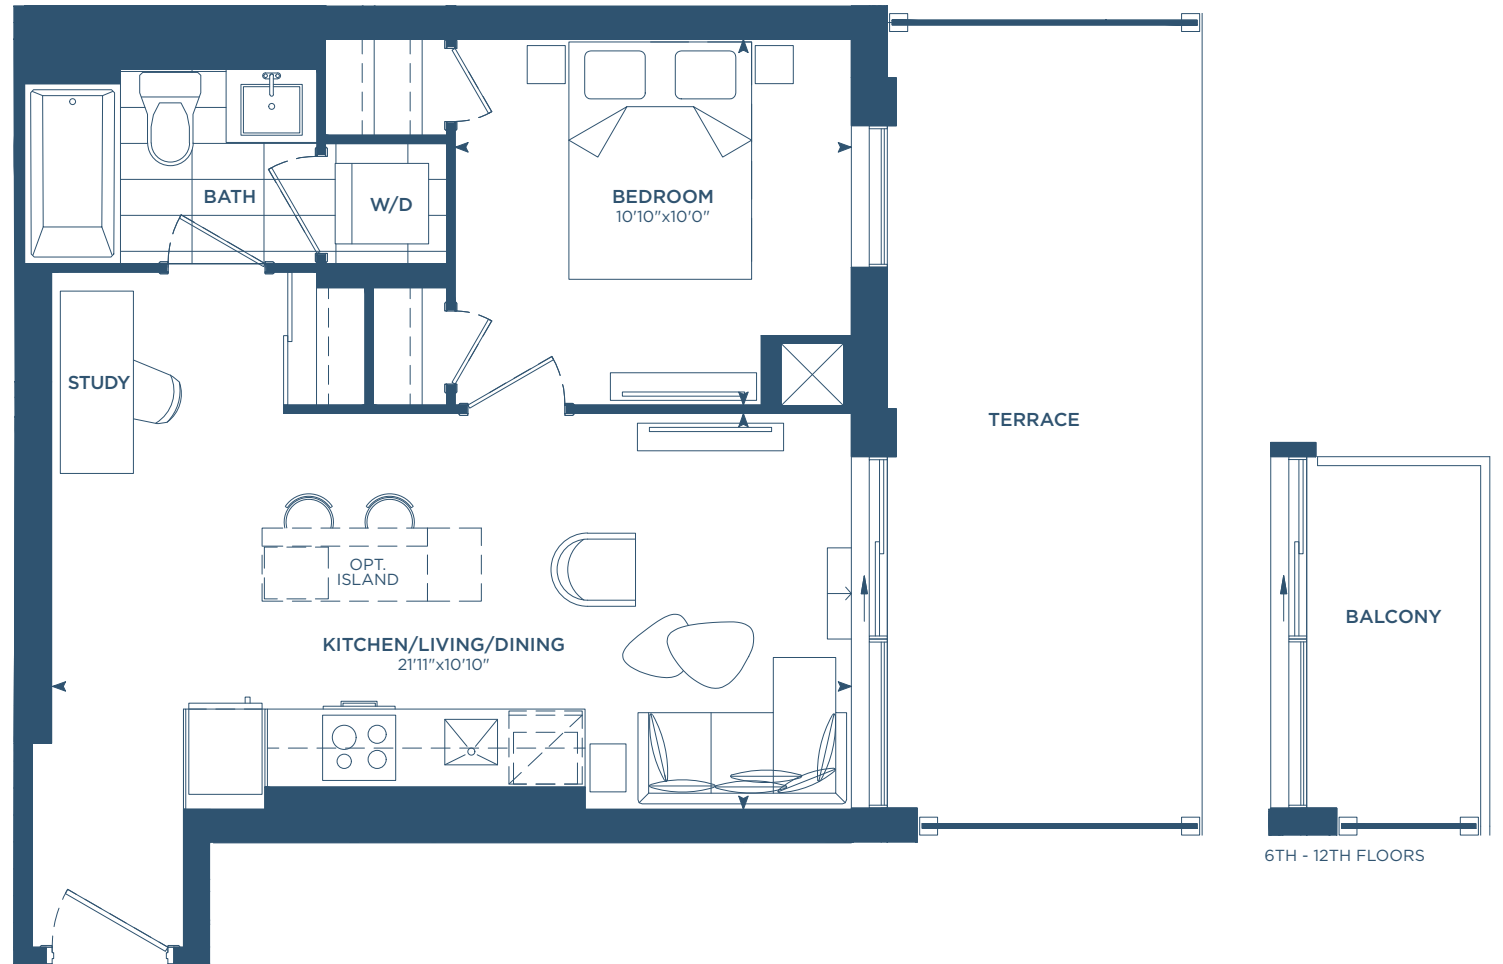 BATH
W/D
BEDROOM
10'10"x10'0"
STUDY
TERRACE
OPT.
ISLAND
KITCHEN/LIVING/DINING
21'11"x10'10"
BALCONY
6TH - 12TH FLOORS